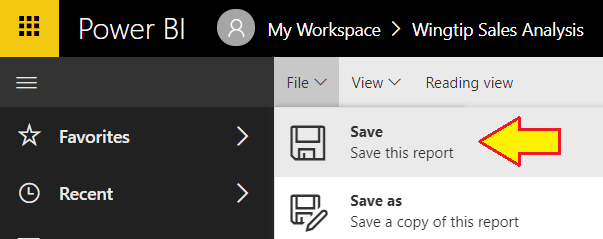 Power BI My Workspace > Wingtip Sales Analysis
File View Reading view
Favorites
Save
Save this report
Recent
Save as
Save a copy of this report